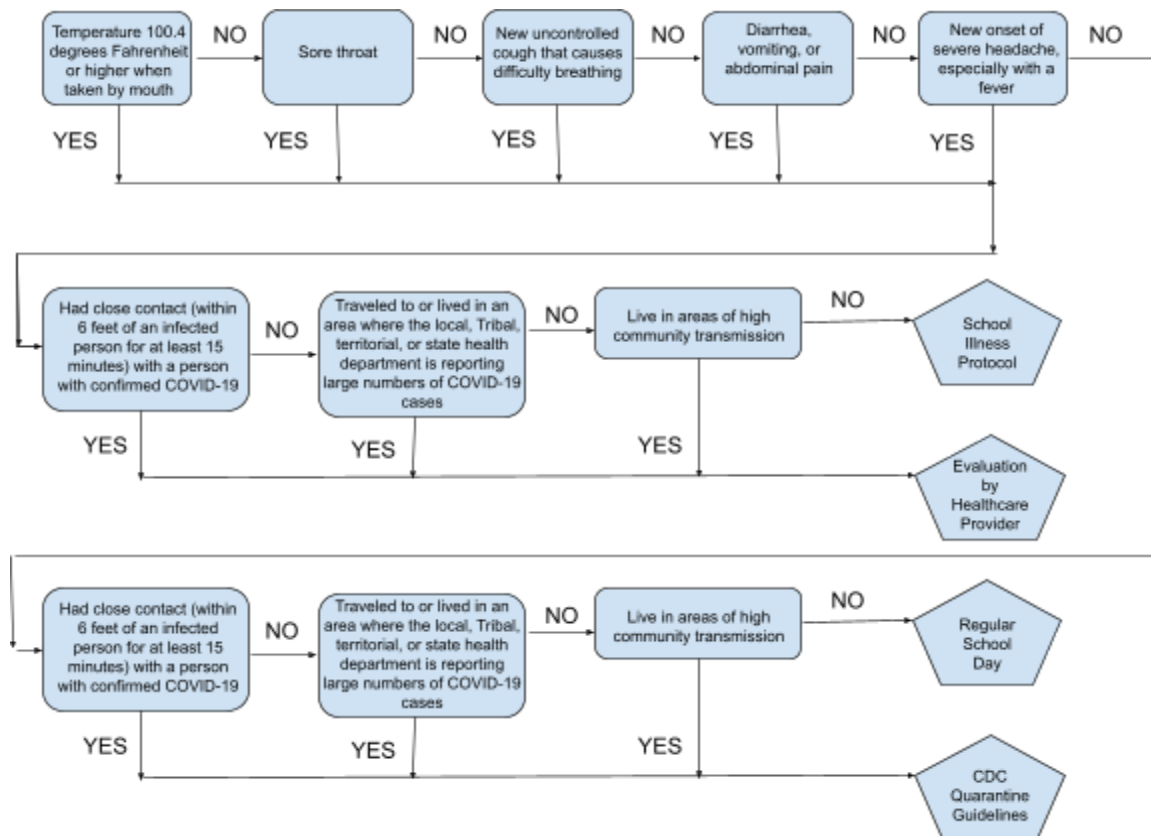 Temperature 100.4
degrees Fahrenheit
or higher when
taken by mouth
NO
Sore throat
NO
New uncontrolled
cough that causes
difficulty breathing
NO
Diarrhea,
vomiting, or
abdominal pain
NO
New onset of
severe headache,
especially with a
fever
NO
YES
YES
YES
YES
YES
Had close contact (within
6 feet of an infected
person for at least 15
minutes) with a person
with confirmed COVID-19
NO
Traveled to or lived in an
area where the local, Tribal,
territorial, or state health
department is reporting
large numbers of COVID-19
cases
NO
Live in areas of high
community transmission
NO
School
Illness
Protocol
YES
YES
YES
Evaluation
by
Healthcare
Provider
Had close contact (within
6 feet of an infected
person for at least 15
minutes) with a person
with confirmed COVID-19
NO
Traveled to or lived in an
area where the local, Tribal,
territorial, or state health
department is reporting
large numbers of COVID-19
cases
NO
Live in areas of high
community transmission
NO
Regular
School
Day
YES
YES
YES
CDC
Quarantine
Guidelines